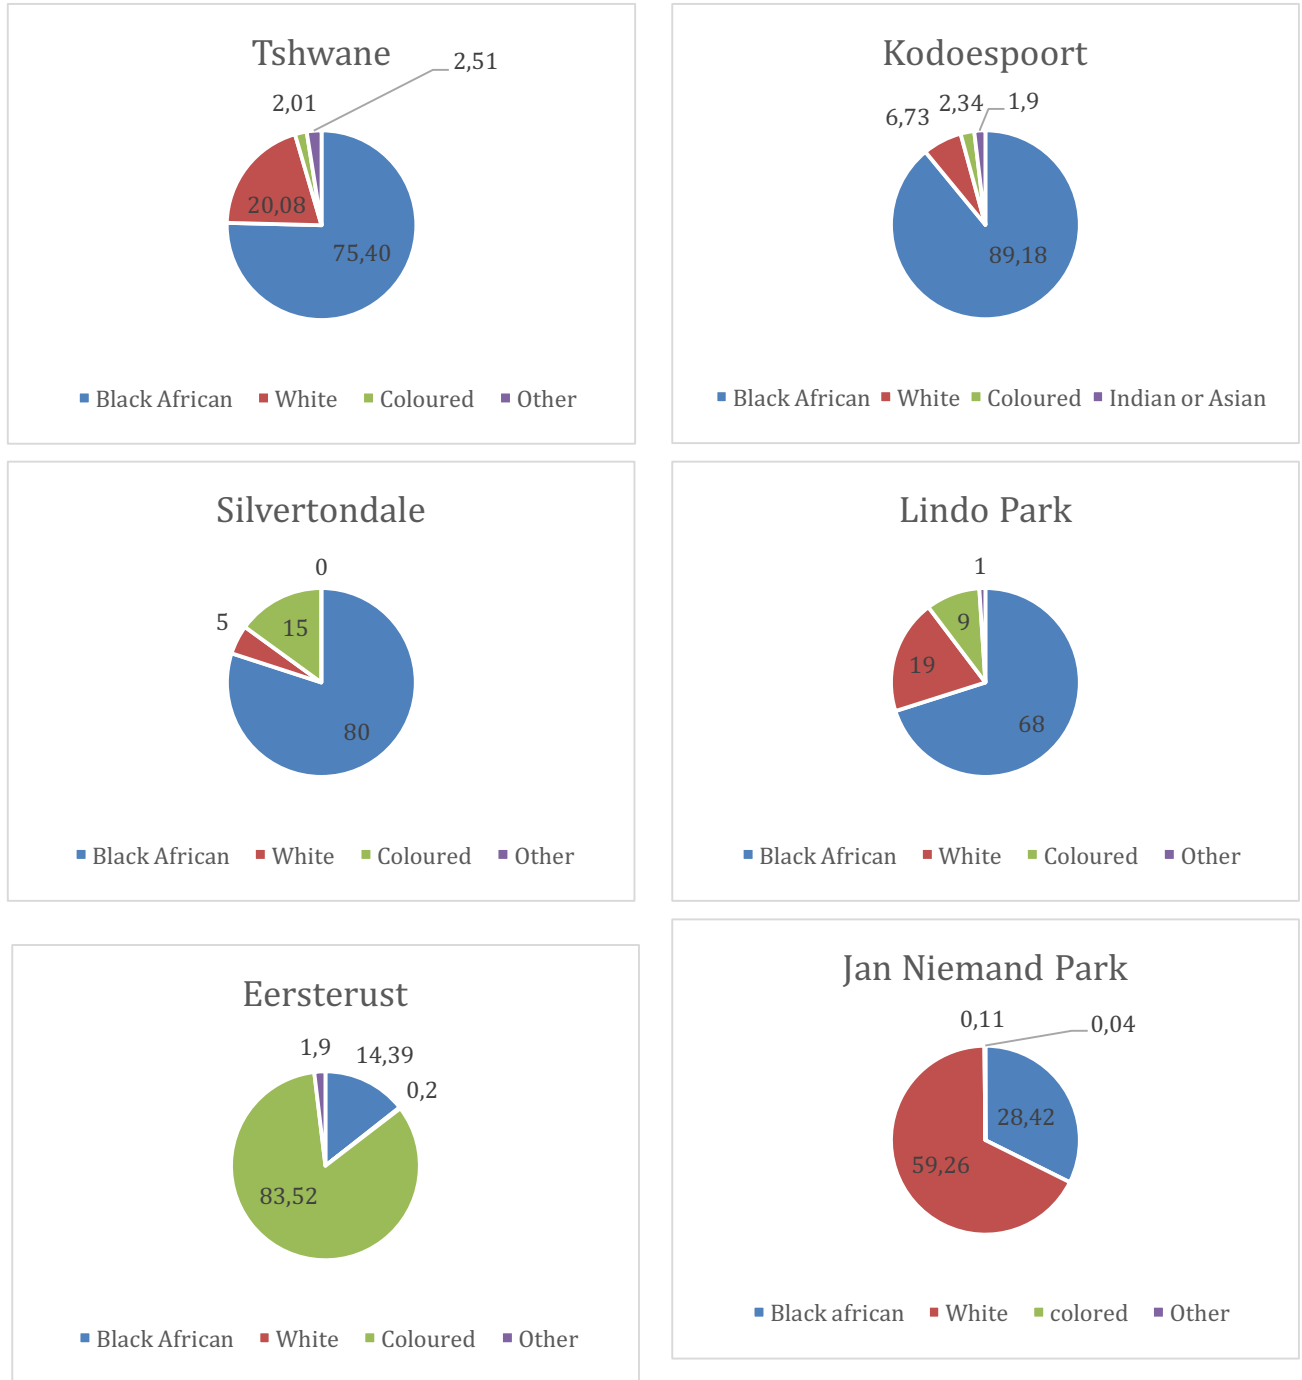 Tshwane
2,51
2,01
20,08
75,40
Black African White Coloured Other
Kodoespoort
6,73 2,34 1,9
89,18
Black African White Coloured Indian or Asian
Silvertondale
0
5
15
80
Black African White Coloured Other
Lindo Park
1
9
19
68
Black African White Coloured Other
Eersterust
1,9 14,39
0,2
83,52
Black African White Coloured Other
Jan Niemand Park
0,11 0,04
28,42
59,26
Black african White colored Other